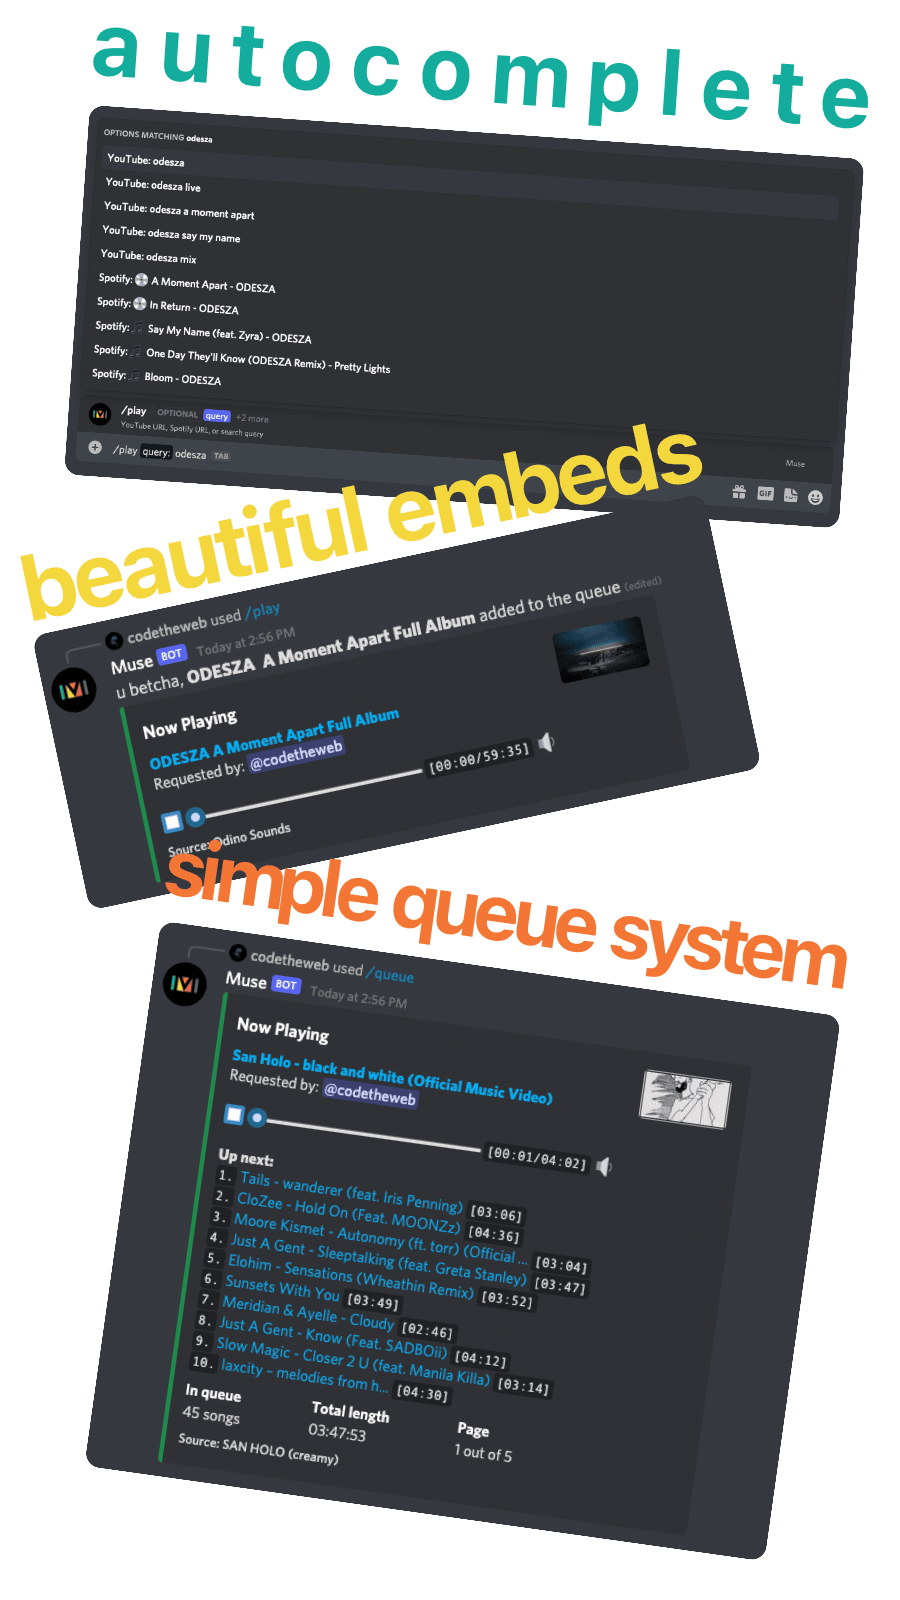 autocomplete
OPTIONS MATCHING odesza
YouTube: odesza
YouTube: odesza live
YouTube: odesza a moment apart
YouTube: odesza say my name
YouTube: odesza mix
Spotify: 💿 A Moment Apart - ODESZA
Spotify: 💿 In Return - ODESZA
Spotify: 🎵 Say My Name (feat. Zyra) - ODESZA
Spotify: 🎵 One Day They'll Know (ODESZA Remix) - Pretty Lights
Spotify: 🎵 Bloom - ODESZA
/play OPTIONAL query +2 more
YouTube URL, Spotify URL, or search query
Muse
/play query: odesza TAB
GIF
beautiful embeds
codetheweb used /play
Muse BOT Today at 2:56 PM
u betcha, ODESZA A Moment Apart Full Album added to the queue (edited)
Now Playing
ODESZA A Moment Apart Full Album
Requested by: @codetheweb
[00:00/59:35]
Source: Odino Sounds
simple queue system
codetheweb used /queue
Muse BOT Today at 2:56 PM
Now Playing
San Holo - black and white (Official Music Video)
Requested by: @codetheweb
[00:01/04:02]
Up next:
1. Tails - wanderer (feat. Iris Penning) [03:06]
2. CloZee - Hold On (Feat. MOONZz) [04:36]
3. Moore Kismet - Autonomy (ft. torr) (Official ... [03:04]
4. Just A Gent - Sleeptalking (feat. Greta Stanley) [03:47]
5. Elohim - Sensations (Wheathin Remix) [03:52]
6. Sunsets With You [03:49]
7. Meridian & Ayelle - Cloudy [02:46]
8. Just A Gent - Know (Feat. SADBOii) [04:12]
9. Slow Magic - Closer 2 U (feat. Manila Killa) [03:14]
10. laxcity – melodies from h... [04:30]
In queue Total length Page
45 songs 03:47:53 1 out of 5
Source: SAN HOLO (creamy)